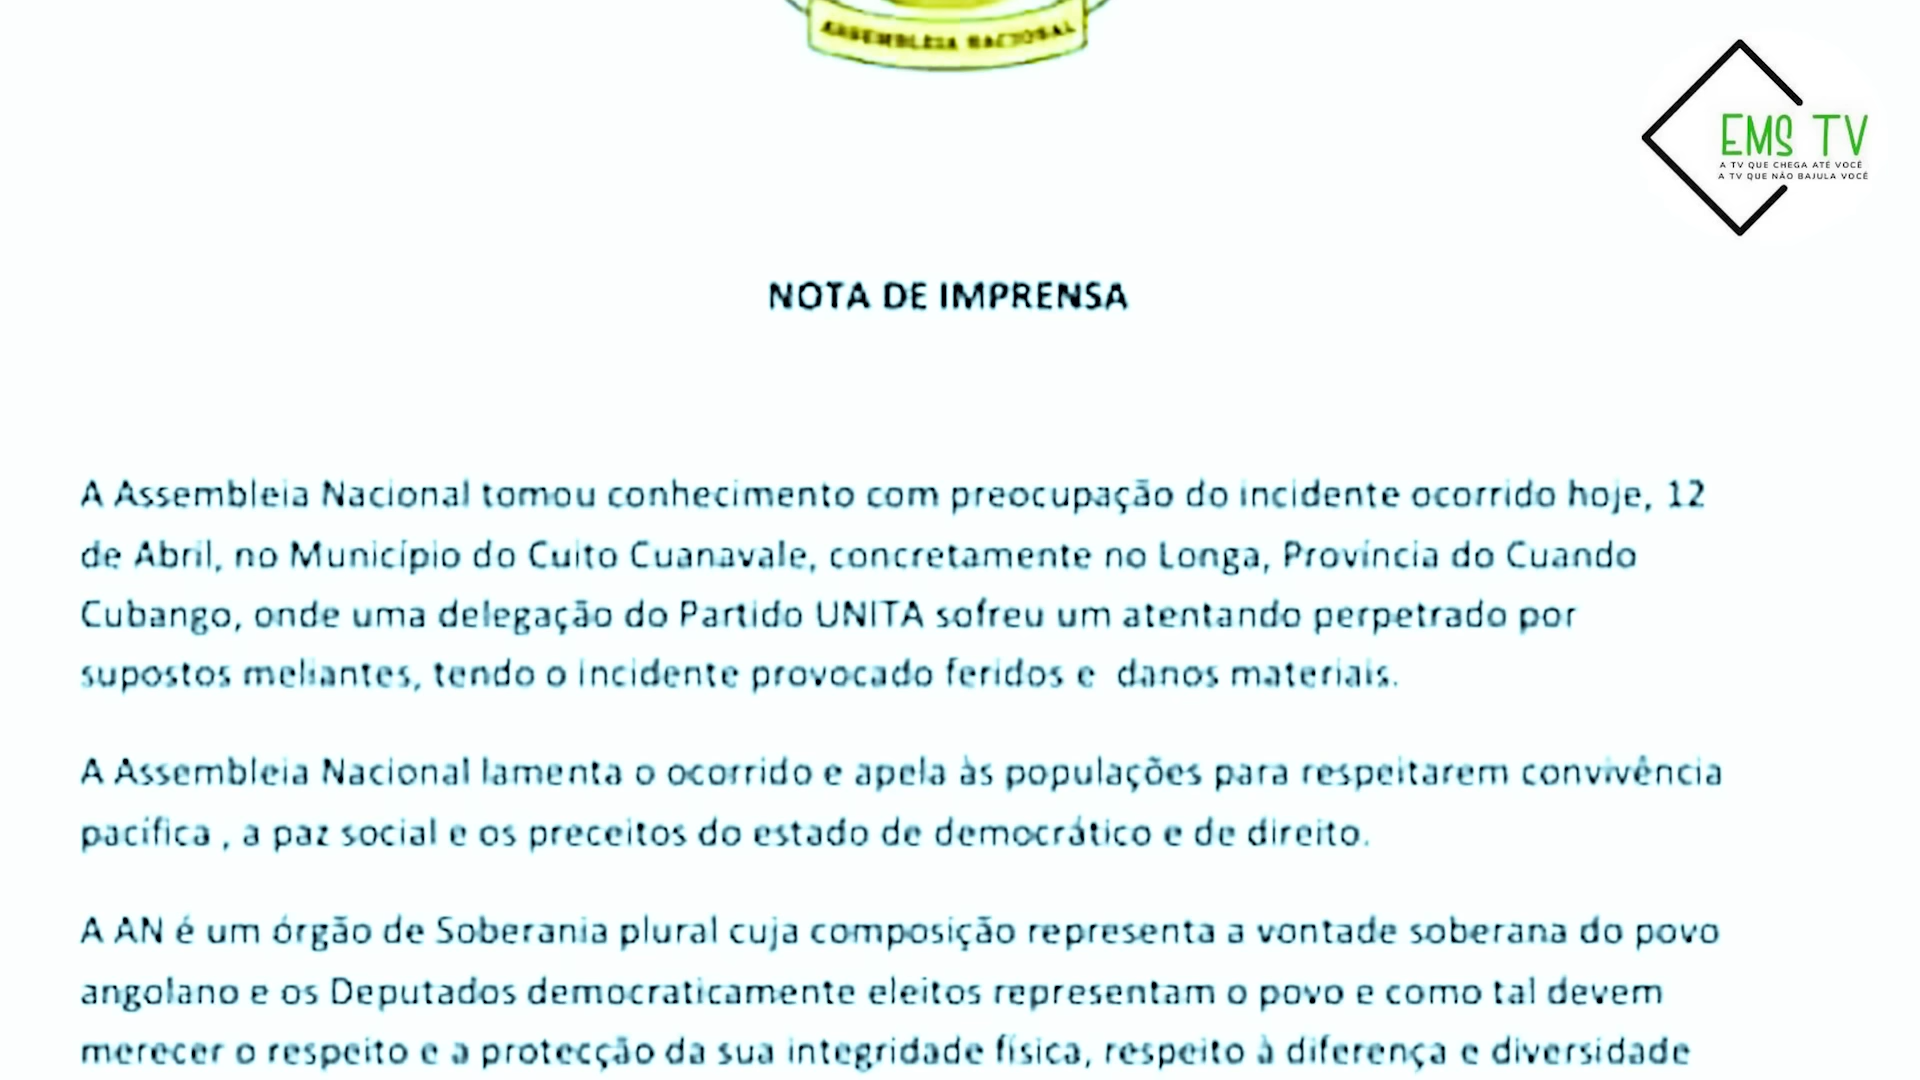 ASSEMBLEIA NACIONAL
EMS TV
A TV QUE CHEGA ATÉ VOCÊ
A TV QUE NÃO BAJULA VOCÊ
NOTA DE IMPRENSA
A Assembleia Nacional tomou conhecimento com preocupação do incidente ocorrido hoje, 12
de Abril, no Município do Cuito Cuanavale, concretamente no Longa, Província do Cuando
Cubango, onde uma delegação do Partido UNITA sofreu um atentando perpetrado por
supostos meliantes, tendo o incidente provocado feridos e danos materiais.
A Assembleia Nacional lamenta o ocorrido e apela às populações para respeitarem convivência
pacífica , a paz social e os preceitos do estado de democrático e de direito.
A AN é um órgão de Soberania plural cuja composição representa a vontade soberana do povo
angolano e os Deputados democraticamente eleitos representam o povo e como tal devem
merecer o respeito e a protecção da sua integridade física, respeito à diferença e diversidade